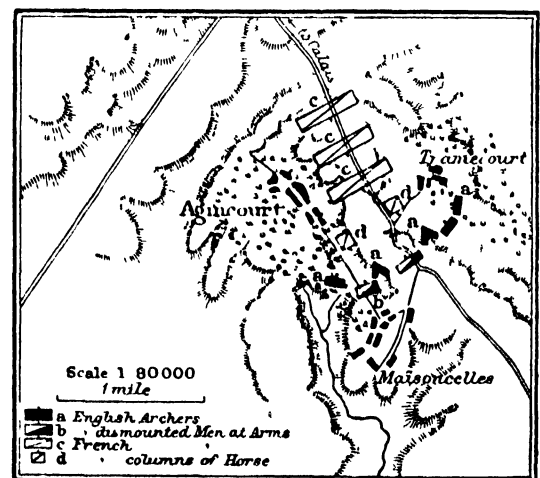 to Calais
c
c
c
Tramecourt
d
a
Agincourt
a
d
a
a
b
Maisoncelles
Scale 1 80000
1 mile
a English Archers
b " dismounted Men at Arms
c French "
d " columns of Horse